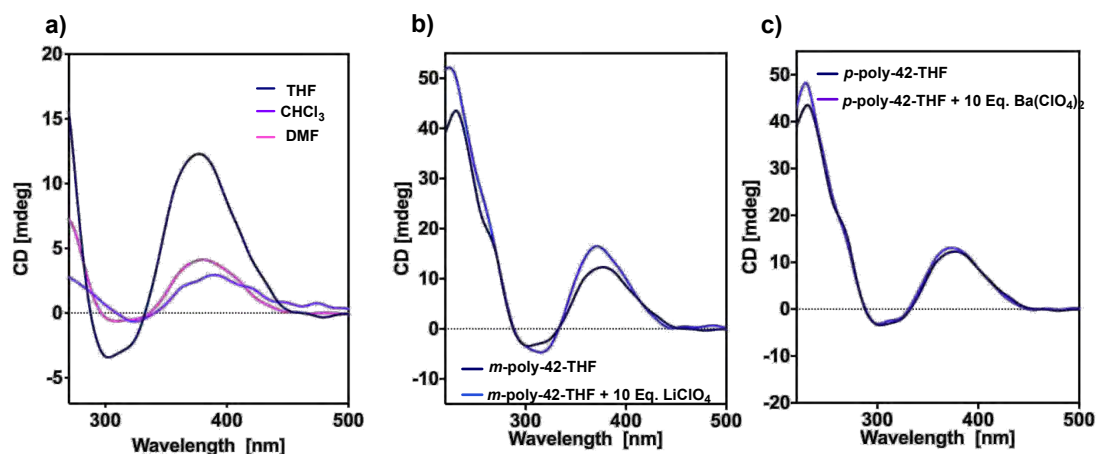 a)
20
15
10
5
0
-5
300
400
500
CD [mdeg]
Wavelength [nm]
THF
CHCl₃
DMF
b)
50
40
30
20
10
0
-10
300
400
500
CD [mdeg]
Wavelength [nm]
m-poly-42-THF
m-poly-42-THF + 10 Eq. LiClO₄
c)
50
40
30
20
10
0
-10
-20
300
400
500
CD [mdeg]
Wavelength [nm]
p-poly-42-THF
p-poly-42-THF + 10 Eq. Ba(ClO₄)₂